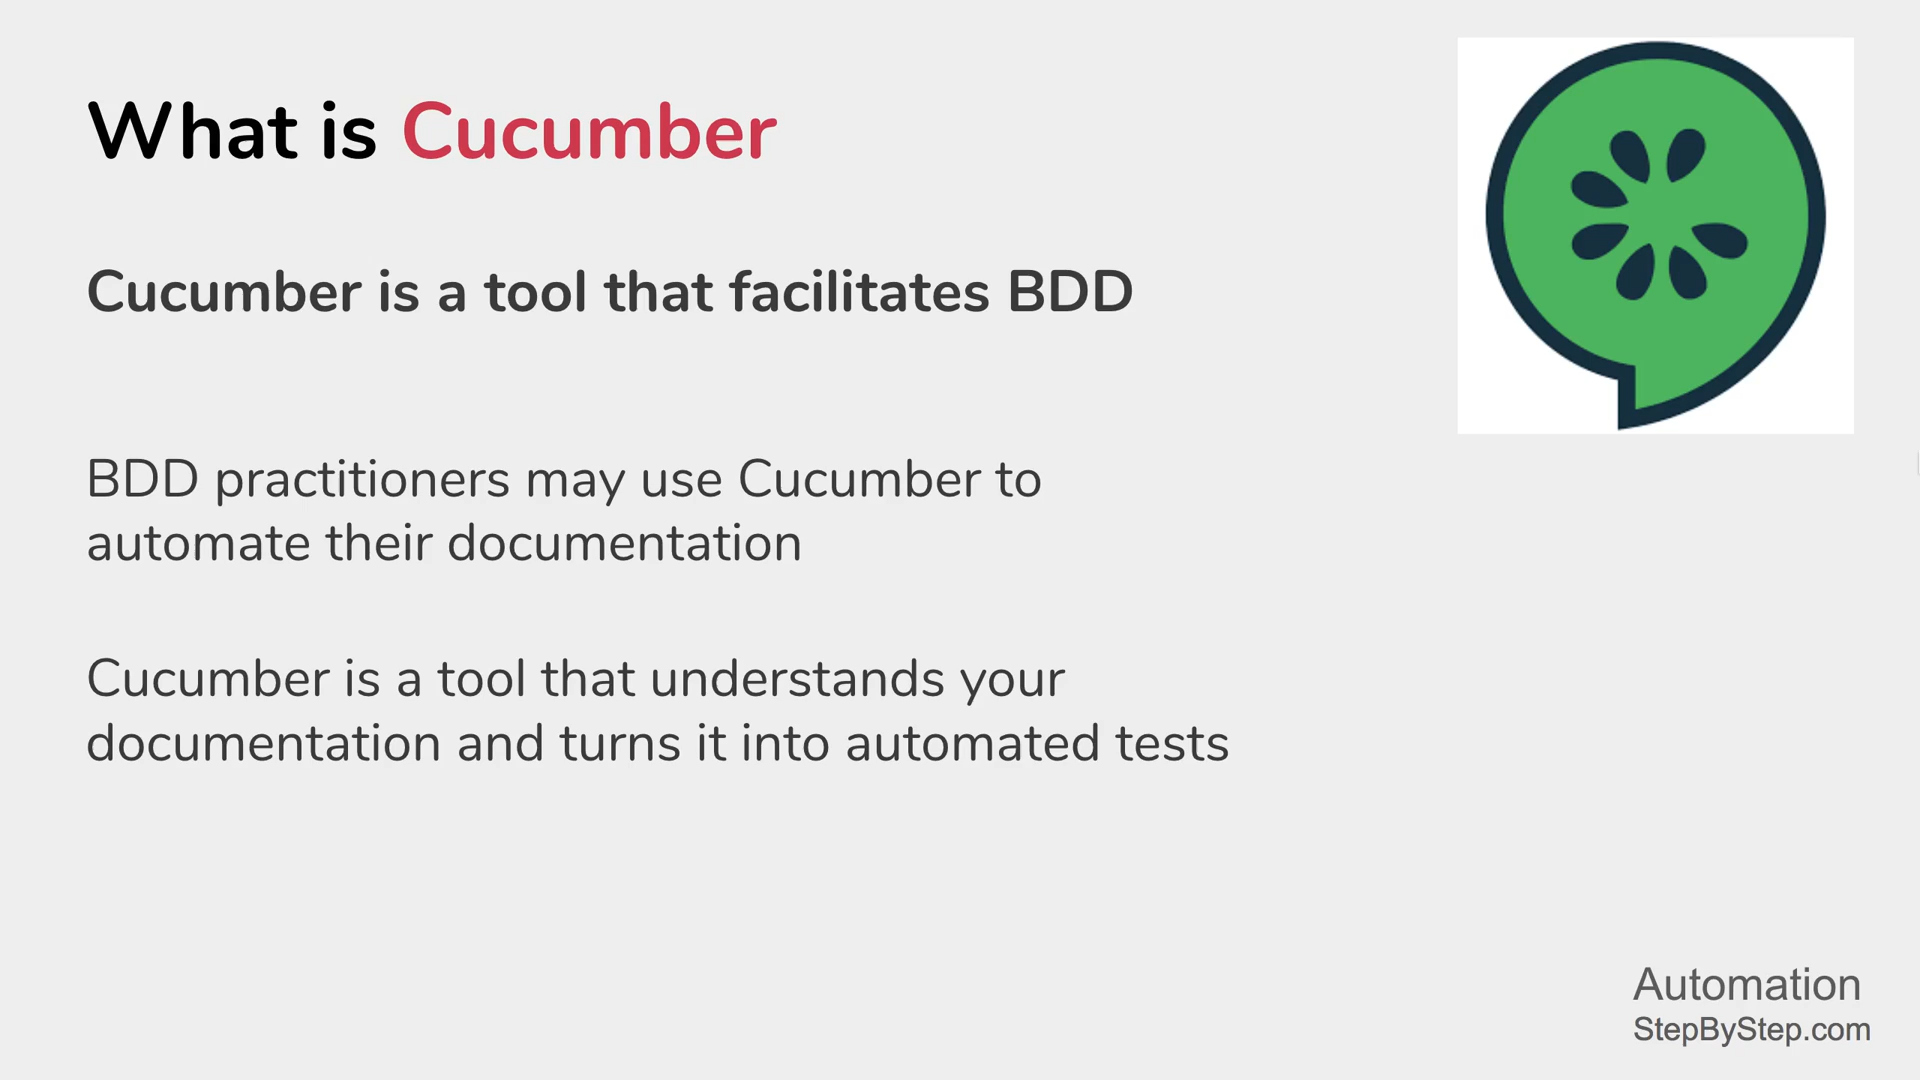 What is Cucumber
Cucumber is a tool that facilitates BDD
BDD practitioners may use Cucumber to
automate their documentation
Cucumber is a tool that understands your
documentation and turns it into automated tests
Automation
StepByStep.com